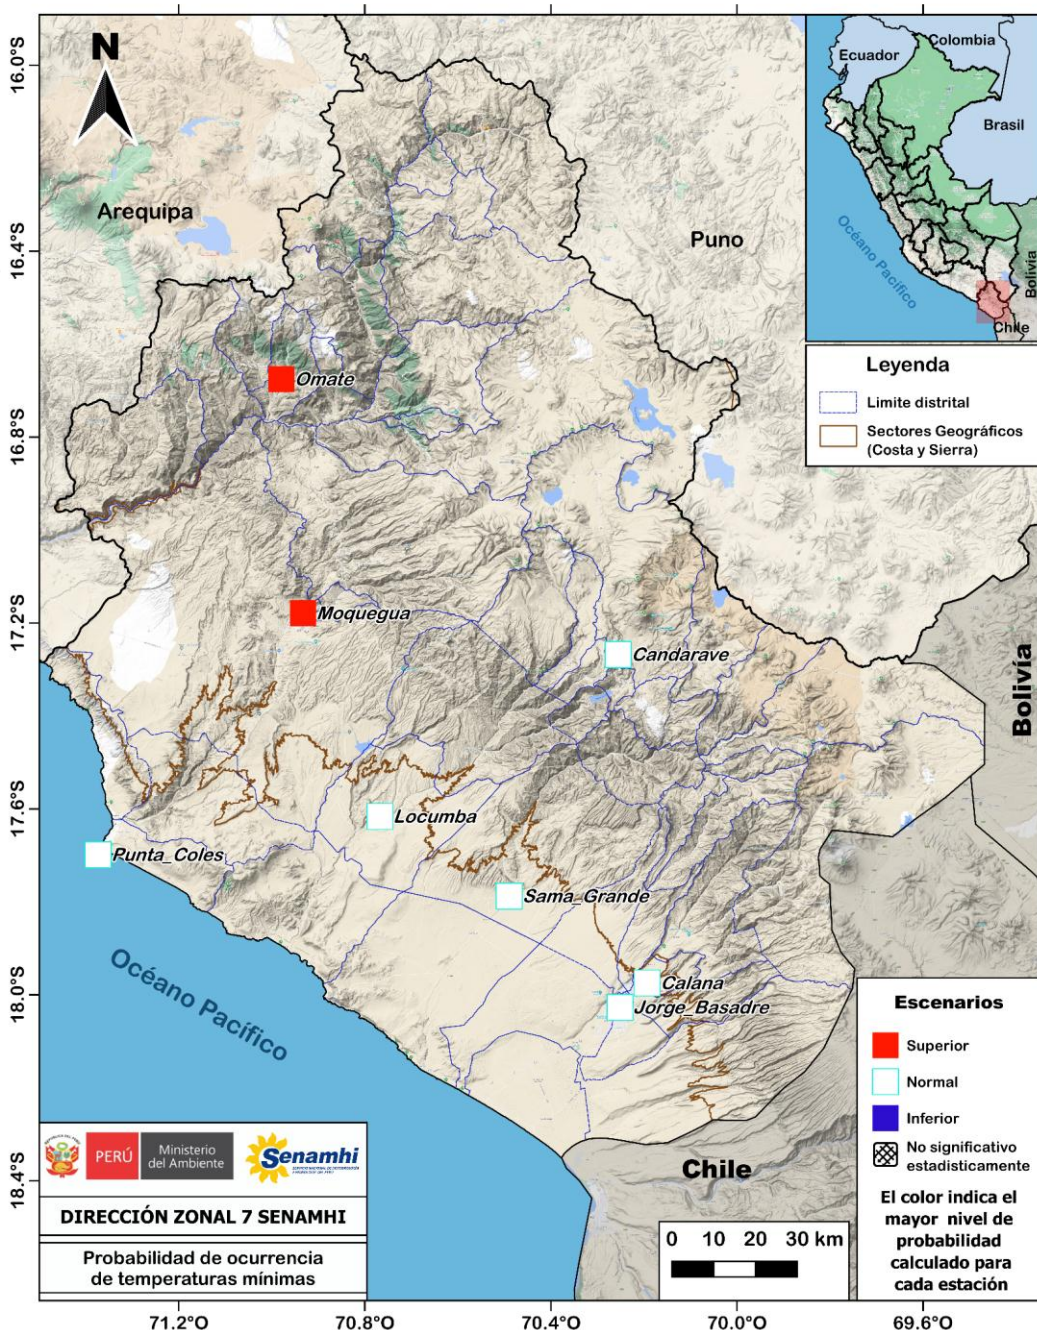 N
Arequipa
Puno
Omate
Moquegua
Candarave
Locumba
Punta_Coles
Sama_Grande
Calana
Jorge_Basadre
Océano Pacífico
Chile
Bolivía
Ecuador
Colombia
Brasil
Océano Pacífico
Bolivia
Chile
Leyenda
Limite distrital
Sectores Geográficos
(Costa y Sierra)
Escenarios
Superior
Normal
Inferior
No significativo
estadisticamente
El color indica el
mayor nivel de
probabilidad
calculado para
cada estación
PERÚ
Ministerio
del Ambiente
Senamhi
DIRECCIÓN ZONAL 7 SENAMHI
Probabilidad de ocurrencia
de temperaturas mínimas
0 10 20 30 km
16.0°S
16.4°S
16.8°S
17.2°S
17.6°S
18.0°S
18.4°S
71.2°O 70.8°O 70.4°O 70.0°O 69.6°O